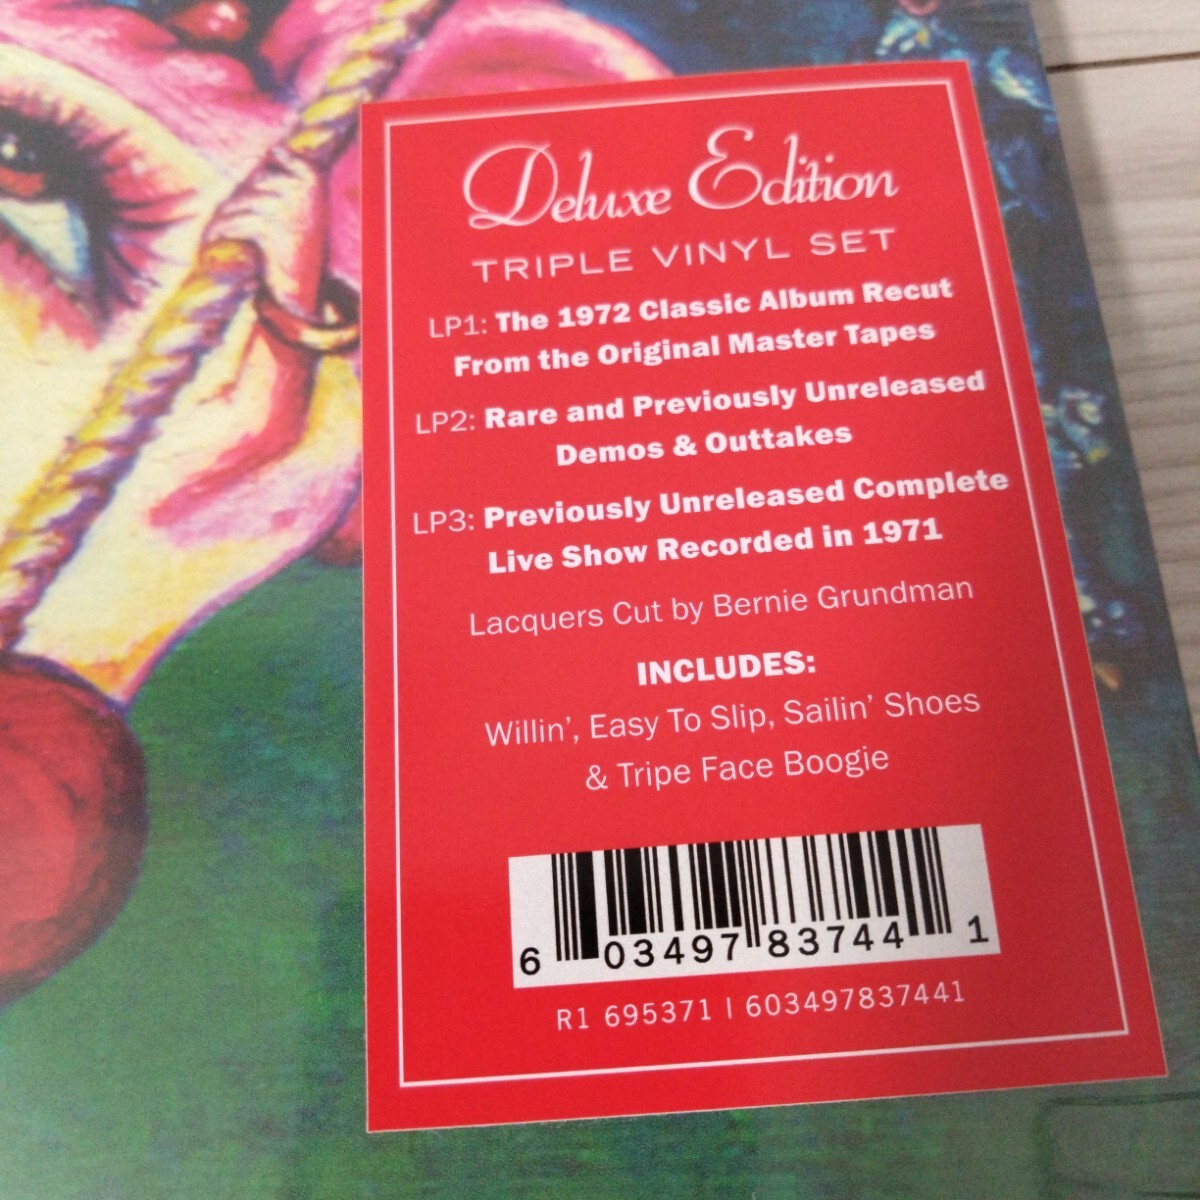 Deluxe Edition
TRIPLE VINYL SET
LP1: The 1972 Classic Album Recut
From the Original Master Tapes
LP2: Rare and Previously Unreleased
Demos & Outtakes
LP3: Previously Unreleased Complete
Live Show Recorded in 1971
Lacquers Cut by Bernie Grundman
INCLUDES:
Willin', Easy To Slip, Sailin' Shoes
& Tripe Face Boogie
6 03497 83744 1
R1 695371 | 603497837441